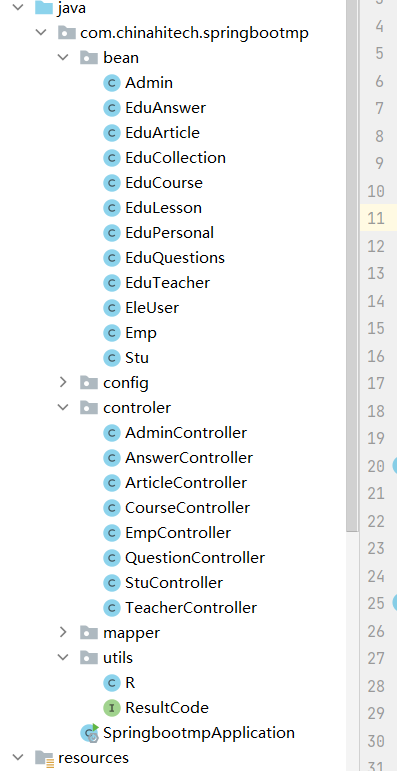 java
com.chinahitech.springbootmp
bean
C Admin
C EduAnswer
C EduArticle
C EduCollection
C EduCourse
C EduLesson
C EduPersonal
C EduQuestions
C EduTeacher
C EleUser
C Emp
C Stu
config
controler
C AdminController
C AnswerController
C ArticleController
C CourseController
C EmpController
C QuestionController
C StuController
C TeacherController
mapper
utils
C R
I ResultCode
C SpringbootmpApplication
resources
4
5
6
7
8
9
10
11
12
13
14
15
16
17
18
19
20
21
22
23
24
25
26
27
28
29
30